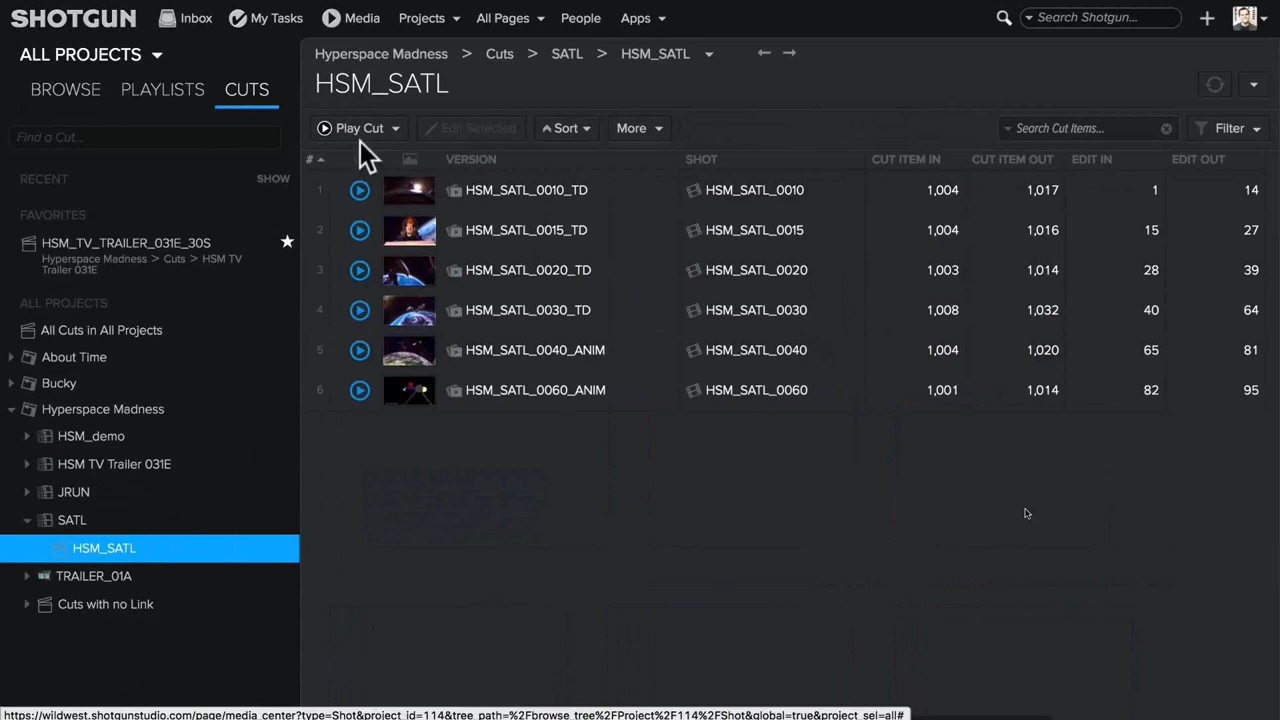 SHOTGUN Inbox My Tasks Media Projects All Pages People Apps Search Shotgun...
ALL PROJECTS
BROWSE PLAYLISTS CUTS
Find a Cut...
RECENT SHOW
FAVORITES
HSM_TV_TRAILER_031E_30S
Hyperspace Madness > Cuts > HSM TV
Trailer 031E
ALL PROJECTS
All Cuts in All Projects
About Time
Bucky
Hyperspace Madness
HSM_demo
HSM TV Trailer 031E
JRUN
SATL
HSM_SATL
TRAILER_01A
Cuts with no Link
Hyperspace Madness > Cuts > SATL > HSM_SATL
HSM_SATL
Play Cut Edit Selected Sort More Search Cut Items... Filter
# VERSION SHOT CUT ITEM IN CUT ITEM OUT EDIT IN EDIT OUT
1 HSM_SATL_0010_TD HSM_SATL_0010 1,004 1,017 1 14
2 HSM_SATL_0015_TD HSM_SATL_0015 1,004 1,016 15 27
3 HSM_SATL_0020_TD HSM_SATL_0020 1,003 1,014 28 39
4 HSM_SATL_0030_TD HSM_SATL_0030 1,008 1,032 40 64
5 HSM_SATL_0040_ANIM HSM_SATL_0040 1,004 1,020 65 81
6 HSM_SATL_0060_ANIM HSM_SATL_0060 1,001 1,014 82 95
https://wildwest.shotgunstudio.com/page/media_center?type=Shot&project_id=114&tree_path=%2Fbrowse_tree%2FProject%2F114%2FShot&global=true&project_sel=all#